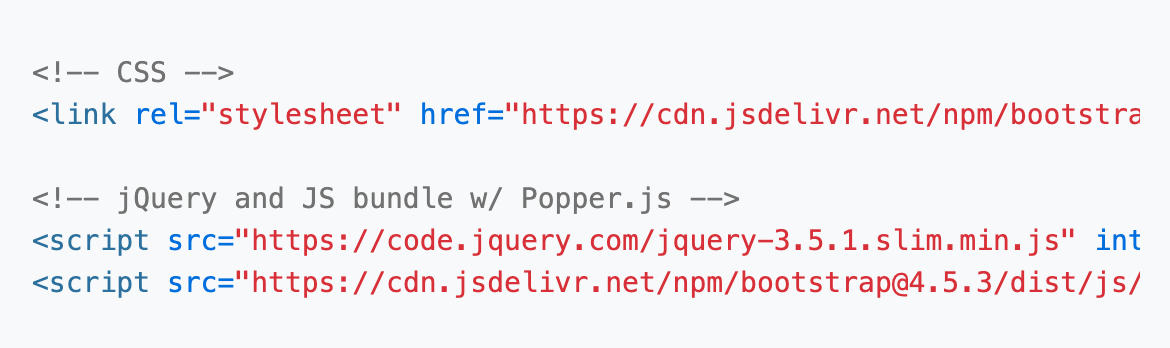 <!-- CSS -->
<link rel="stylesheet" href="https://cdn.jsdelivr.net/npm/bootstra
<!-- jQuery and JS bundle w/ Popper.js -->
<script src="https://code.jquery.com/jquery-3.5.1.slim.min.js" int
<script src="https://cdn.jsdelivr.net/npm/bootstrap@4.5.3/dist/js/